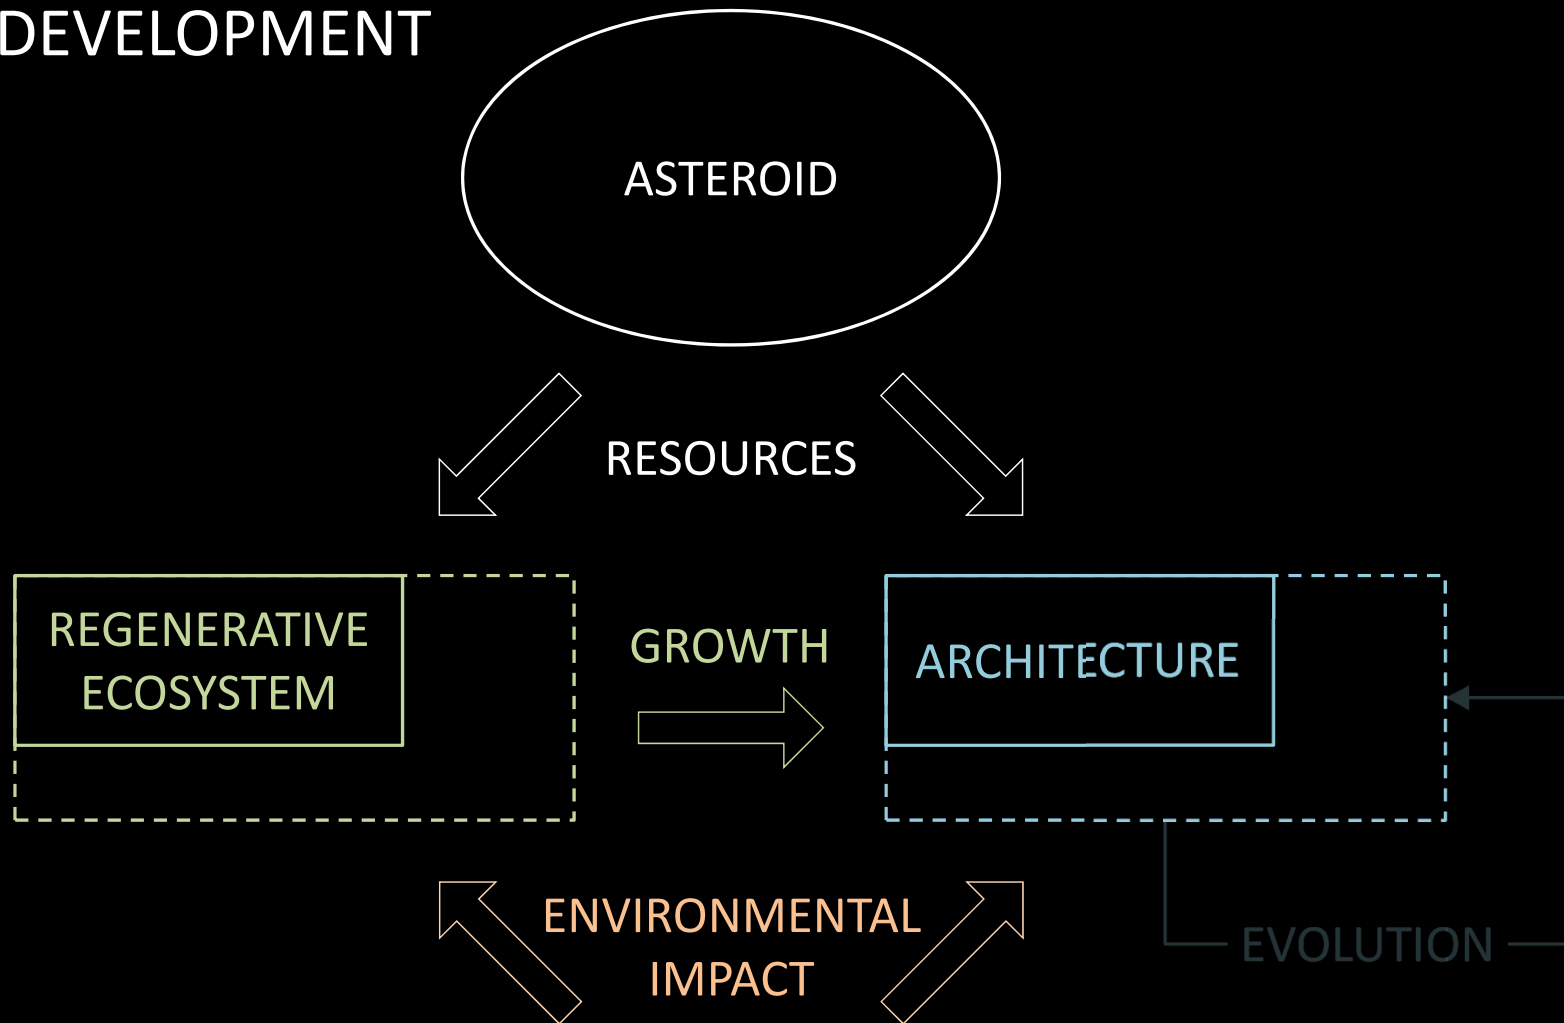 DEVELOPMENT
ASTEROID
RESOURCES
REGENERATIVE
ECOSYSTEM
GROWTH
ARCHITECTURE
ENVIRONMENTAL
IMPACT
EVOLUTION